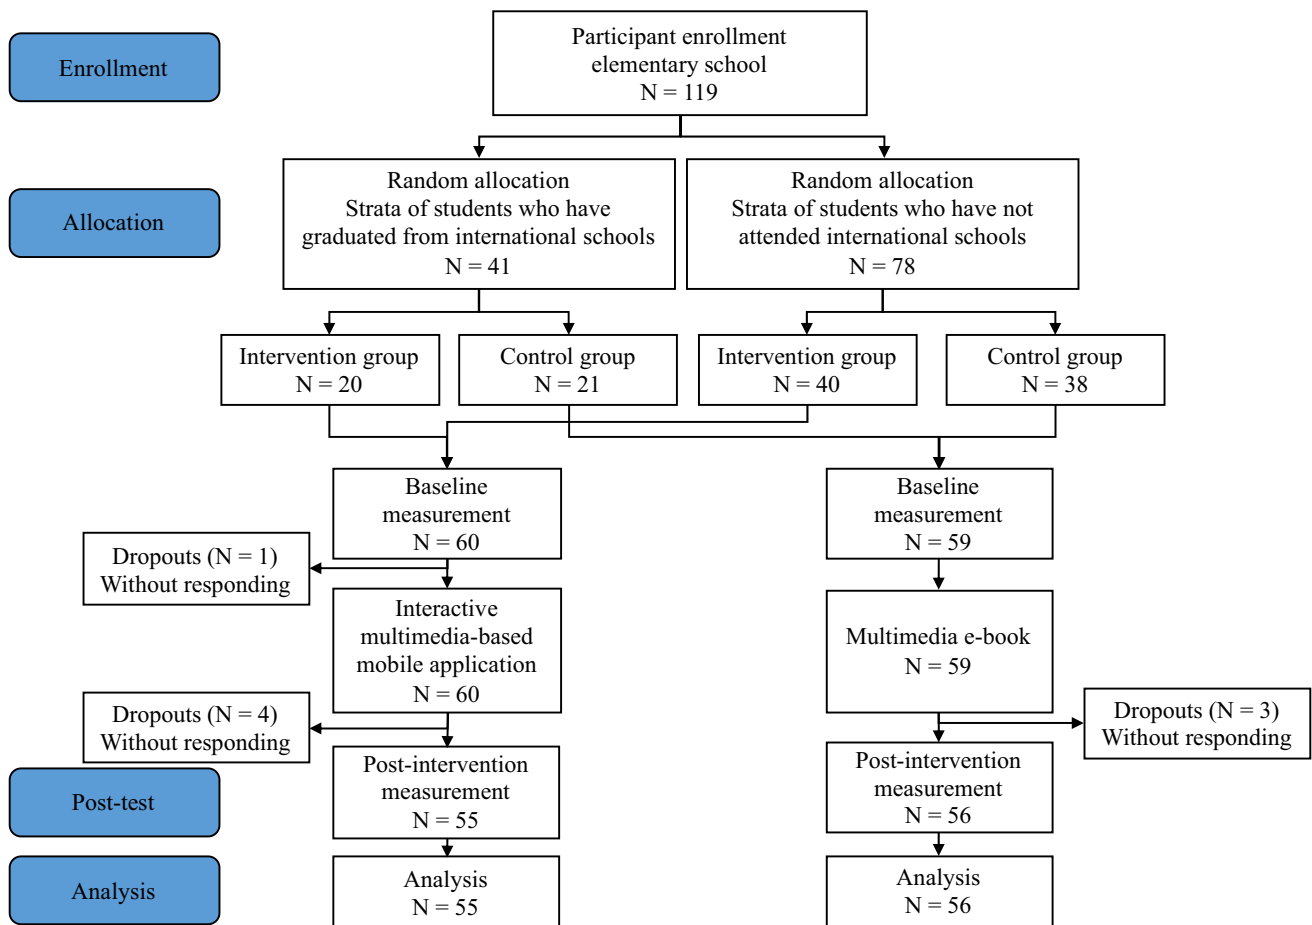 Enrollment
Participant enrollment
elementary school
N = 119
Allocation
Random allocation
Strata of students who have
graduated from international schools
N = 41
Random allocation
Strata of students who have not
attended international schools
N = 78
Intervention group
N = 20
Control group
N = 21
Intervention group
N = 40
Control group
N = 38
Baseline
measurement
N = 60
Baseline
measurement
N = 59
Dropouts (N = 1)
Without responding
Interactive
multimedia-based
mobile application
N = 60
Multimedia e-book
N = 59
Dropouts (N = 4)
Without responding
Dropouts (N = 3)
Without responding
Post-test
Post-intervention
measurement
N = 55
Post-intervention
measurement
N = 56
Analysis
Analysis
N = 55
Analysis
N = 56